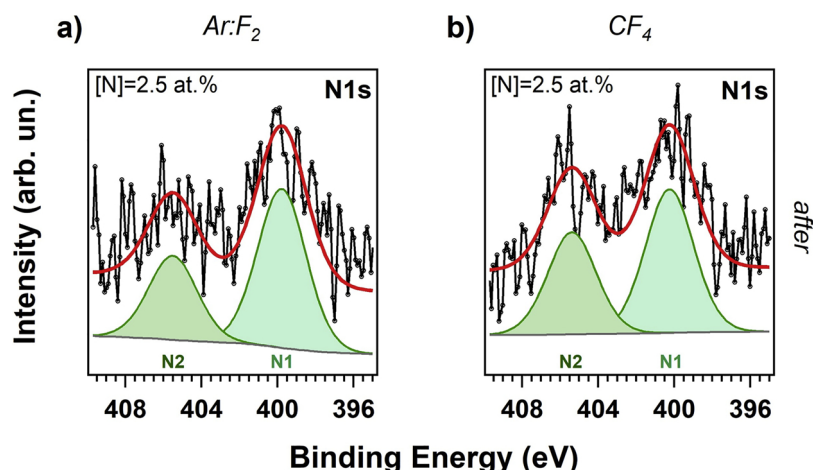 a) Ar:F2 b) CF4
[N]=2.5 at.% N1s [N]=2.5 at.% N1s
Intensity (arb. un.)
after
N2 N1 N2 N1
408 404 400 396 408 404 400 396
Binding Energy (eV)